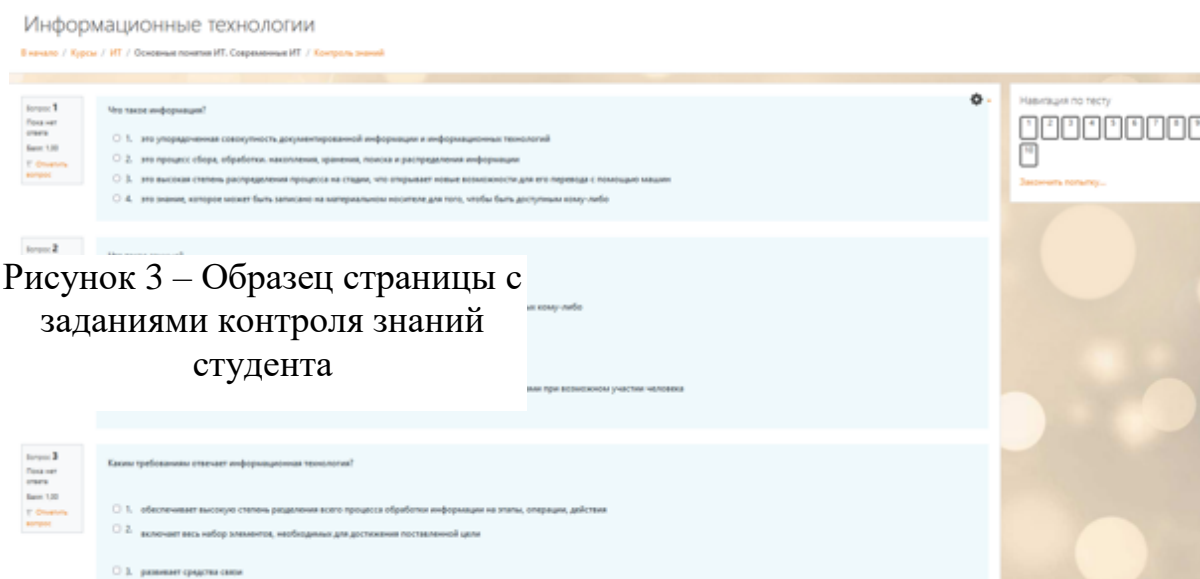 Информационные технологии
В начало / Курсы / ИТ / Основные понятия ИТ. Современные ИТ / Контроль знаний
Вопрос 1
Пока нет
ответа
Балл: 1,00
Отметить
вопрос
Что такое информация?
1. это упорядоченная совокупность документированной информации и информационных технологий
2. это процесс сбора, обработки. накопления, хранения, поиска и распределения информации
3. это высокая степень распределения процесса на стадии, что открывает новые возможности для его перевода с помощью машин
4. это знание, которое может быть записано на материальном носителе для того, чтобы быть доступным кому-либо
Навигация по тесту
1 2 3 4 5 6 7 8 9
10
Закончить попытку...
Вопрос 2
Рисунок 3 – Образец страницы с
заданиями контроля знаний
студента
кому-либо
при возможном участии человека
Вопрос 3
Пока нет
ответа
Балл: 1,00
Отметить
вопрос
Каким требованиям отвечает информационная технология?
1. обеспечивает высокую степень разделения всего процесса обработки информации на этапы, операции, действия
2. включает весь набор элементов, необходимых для достижения поставленной цели
3. развивает средства связи